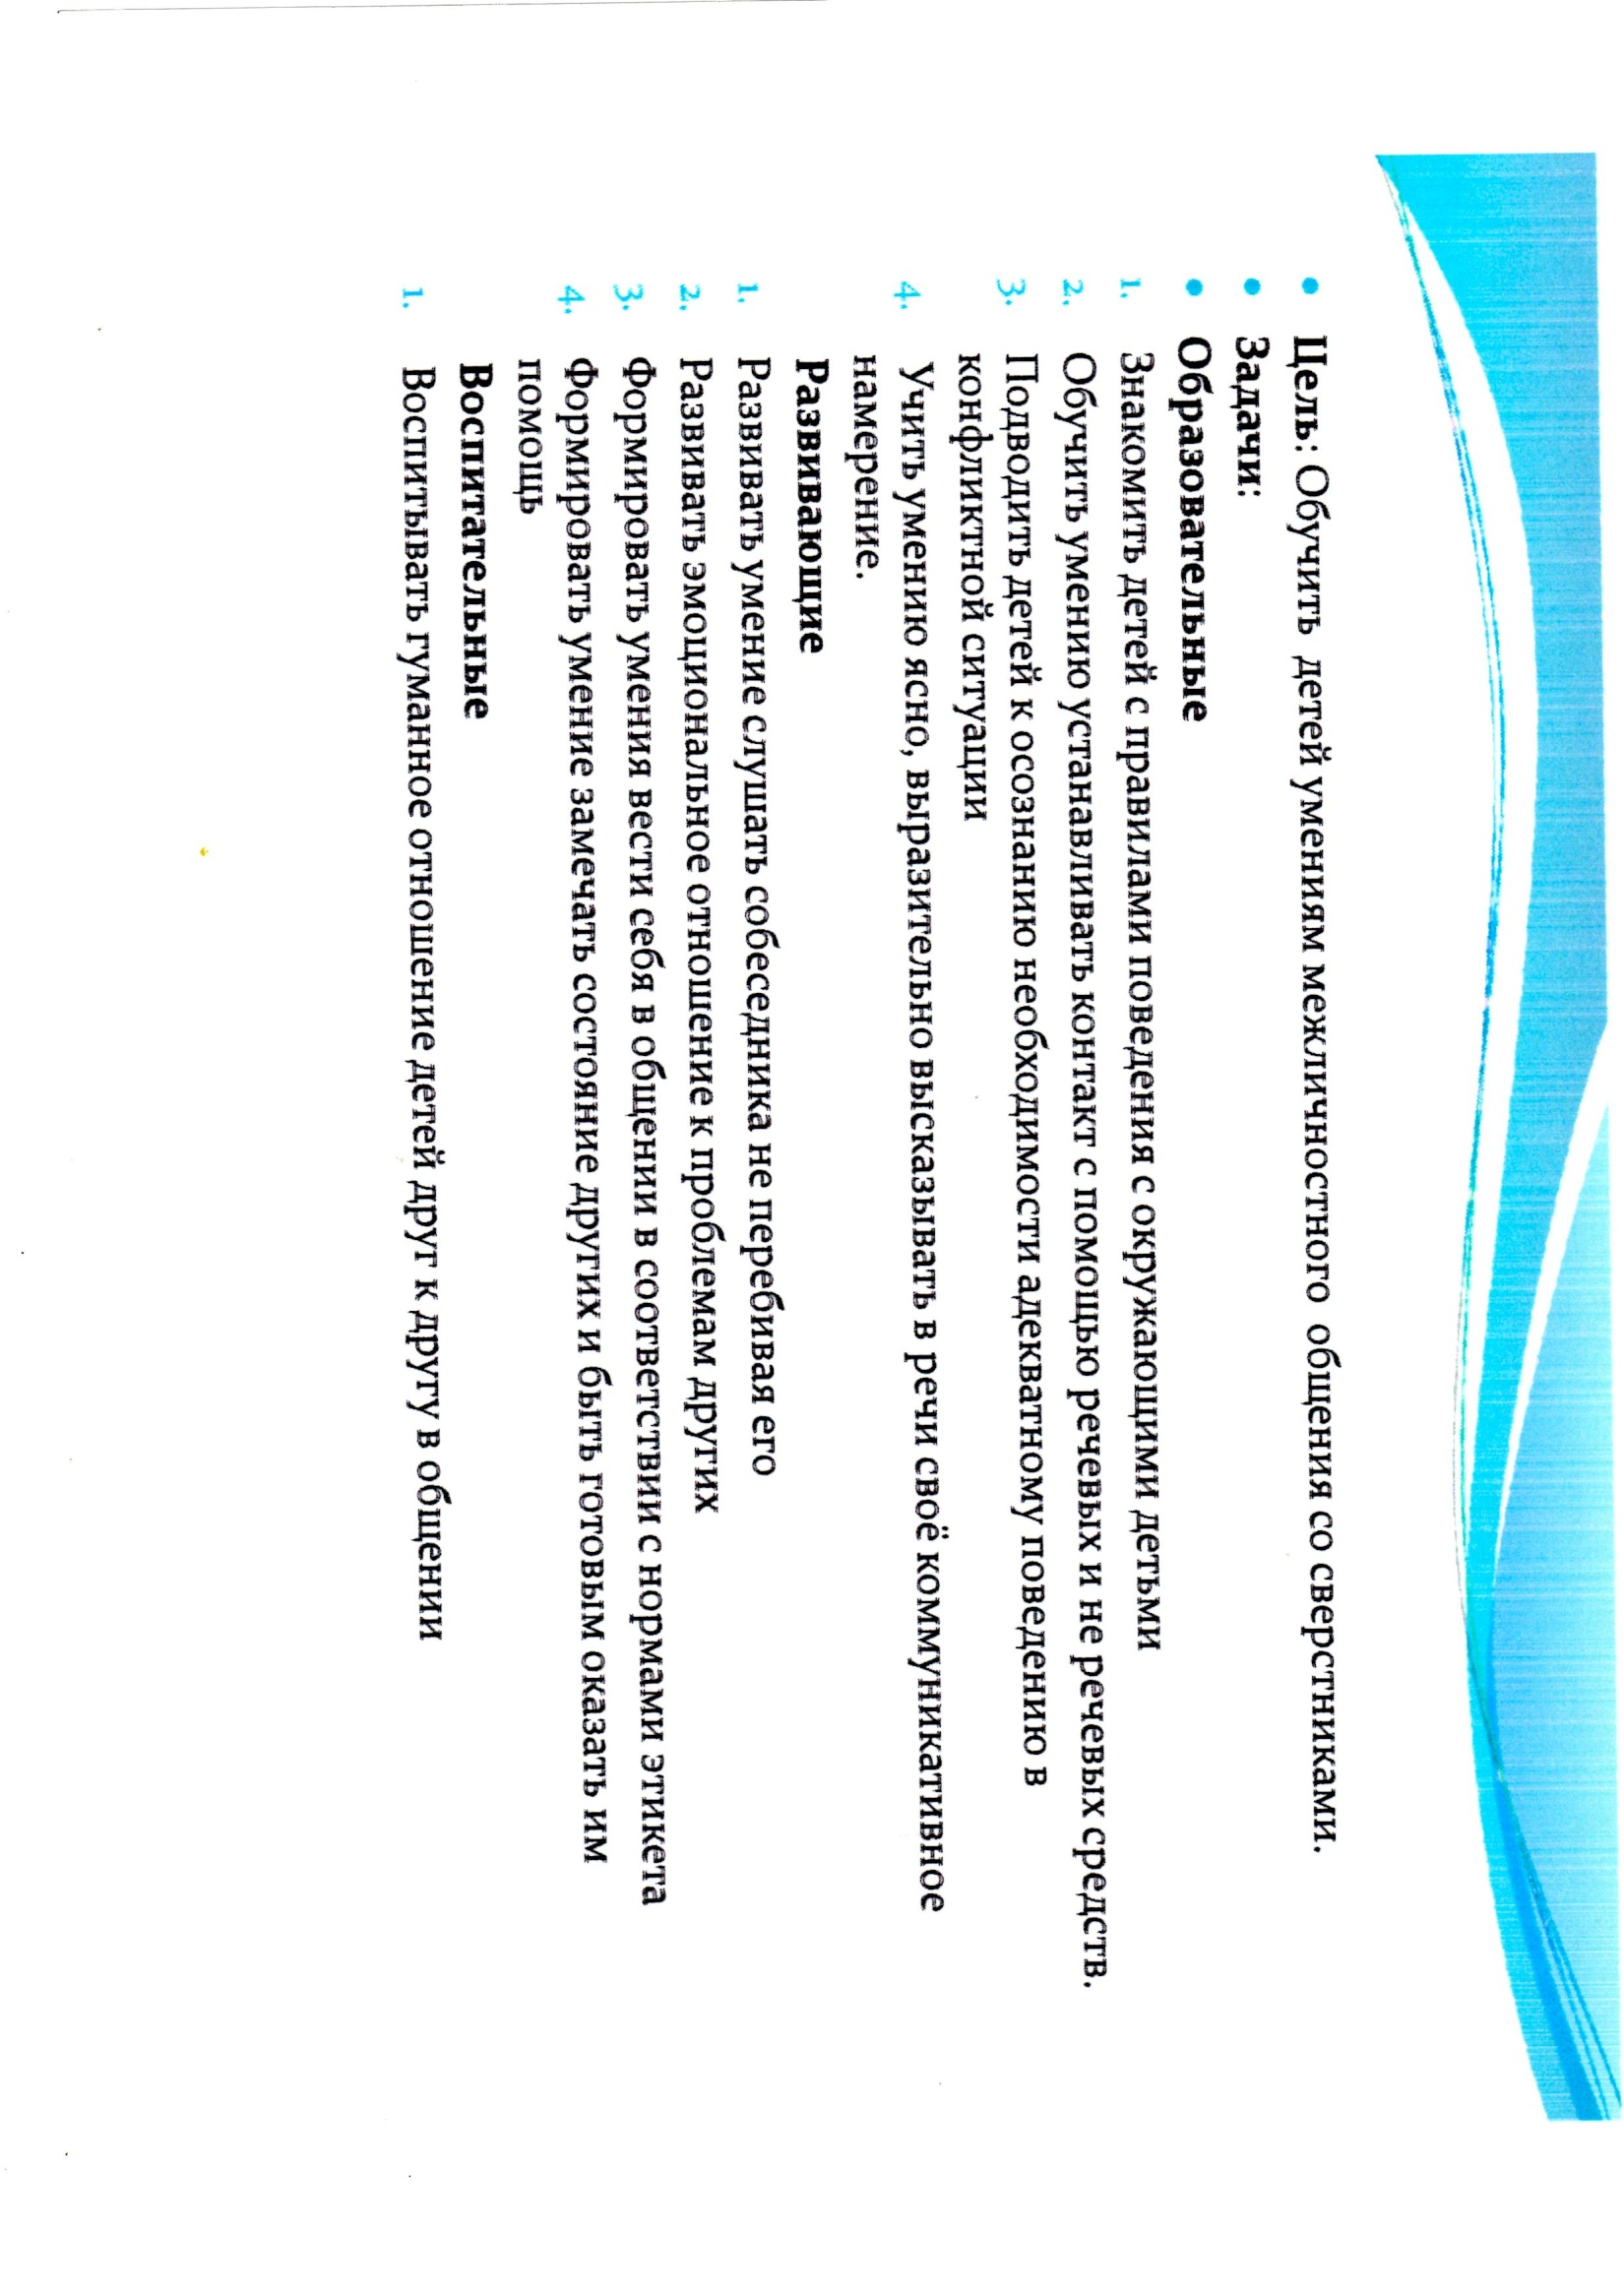 • Цель: Обучить детей умениям межличностного общения со сверстниками.
• Задачи:
• Образовательные
1. Знакомить детей с правилами поведения с окружающими детьми
2. Обучить умению устанавливать контакт с помощью речевых и не речевых средств.
3. Подводить детей к осознанию необходимости адекватному поведению в
конфликтной ситуации
4. Учить умению ясно, выразительно высказывать в речи своё коммуникативное
намерение.
Развивающие
1. Развивать умение слушать собеседника не перебивая его
2. Развивать эмоциональное отношение к проблемам других
3. Формировать умения вести себя в общении в соответствии с нормами этикета
4. Формировать умение замечать состояние других и быть готовым оказать им
помощь
Воспитательные
1. Воспитывать гуманное отношение детей друг к другу в общении